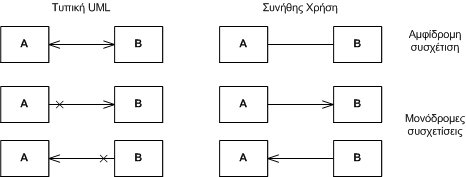 Τυπική UML Συνήθης Χρήση
A B A B Αμφίδρομη
συσχέτιση
A B A B
Μονόδρομες
συσχετίσεις
A B A B